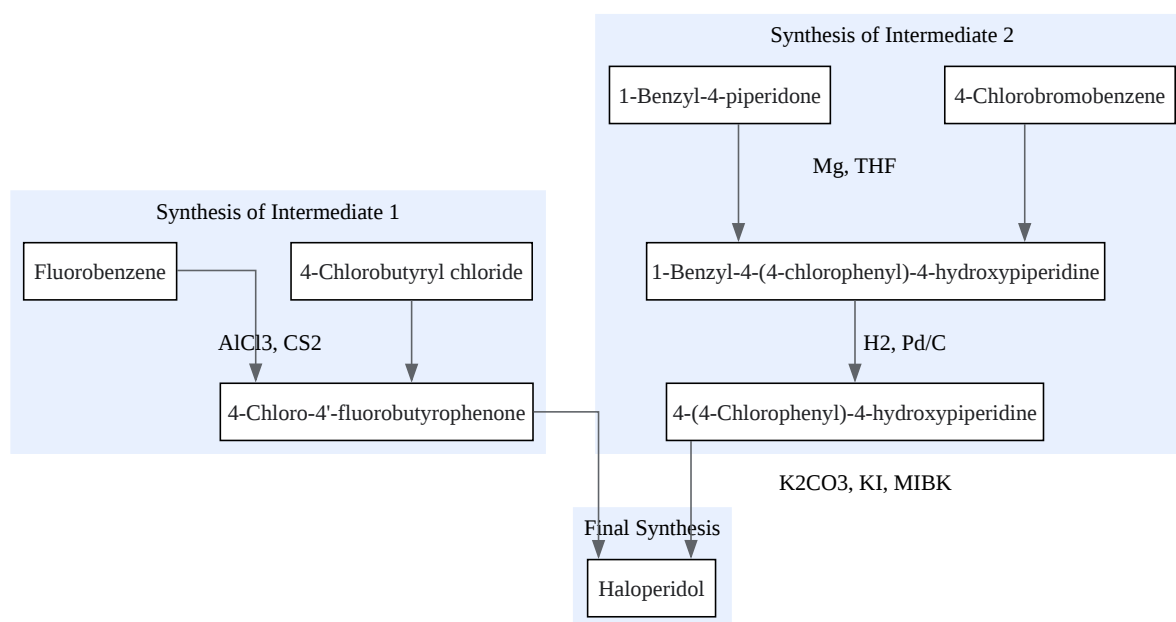 Synthesis of Intermediate 2
1-Benzyl-4-piperidone
4-Chlorobromobenzene
Mg, THF
Synthesis of Intermediate 1
Fluorobenzene
4-Chlorobutyryl chloride
1-Benzyl-4-(4-chlorophenyl)-4-hydroxypiperidine
AlCl3, CS2
H2, Pd/C
4-Chloro-4'-fluorobutyrophenone
4-(4-Chlorophenyl)-4-hydroxypiperidine
K2CO3, KI, MIBK
Final Synthesis
Haloperidol